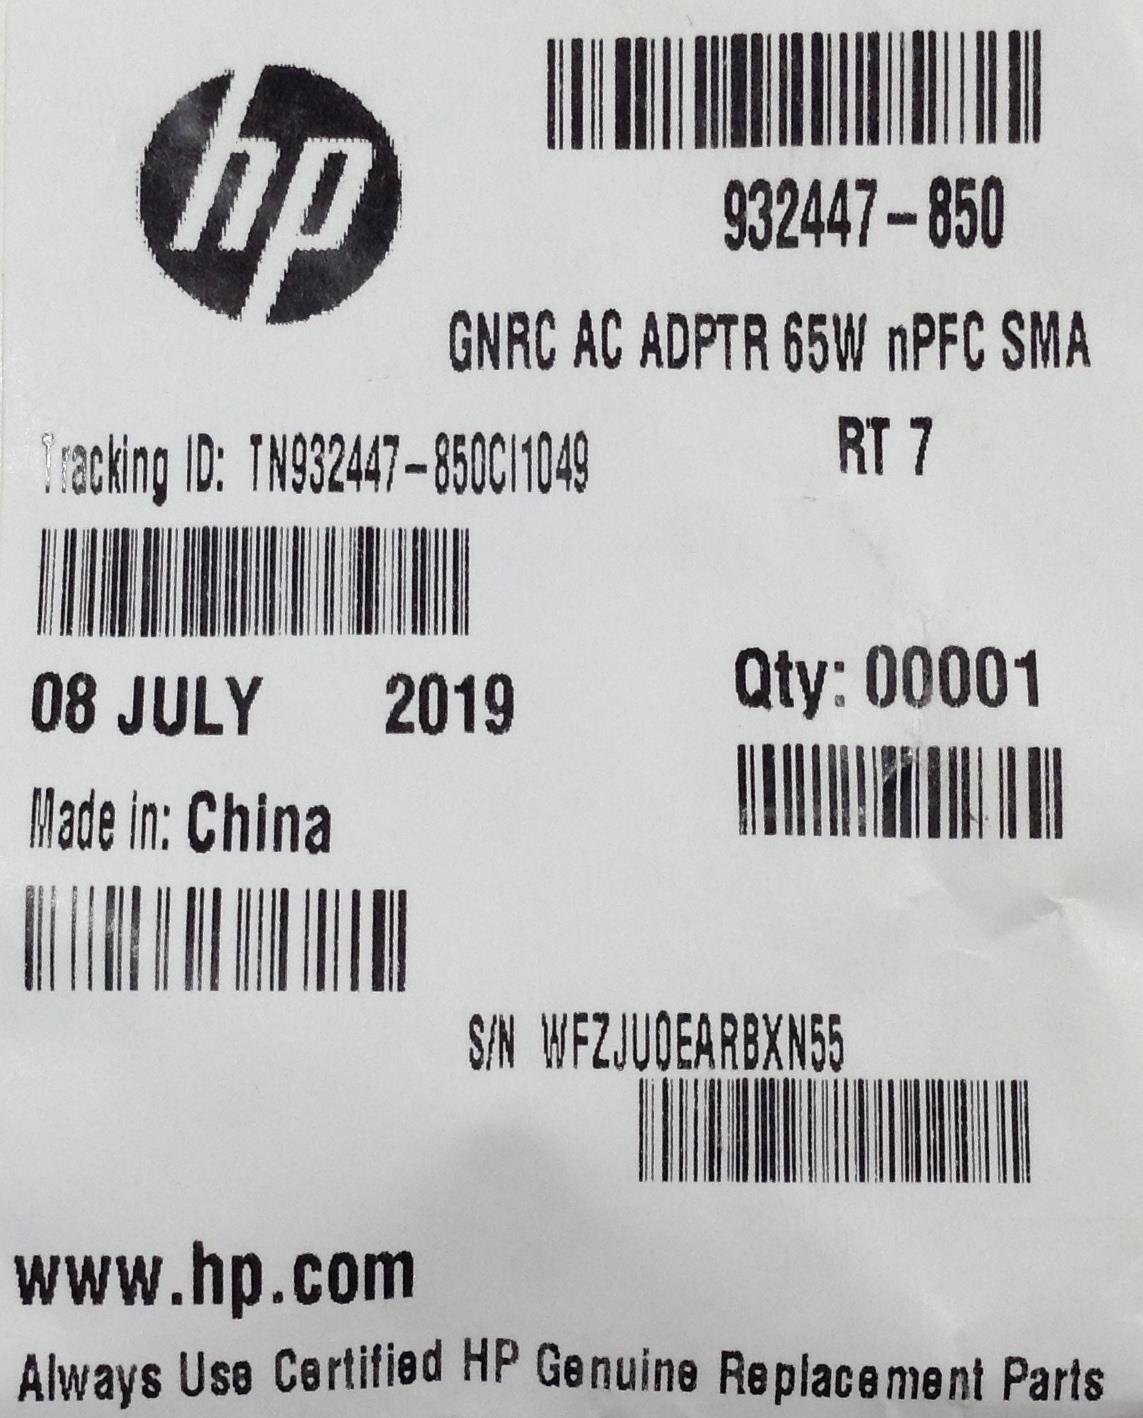 hp
932447-850
GNRC AC ADPTR 65W nPFC SMA
RT 7
Tracking ID: TN932447-850CI1049
08 JULY 2019
Qty: 00001
Made in: China
S/N WFZJU0EARBXN55
www.hp.com
Always Use Certified HP Genuine Replacement Parts